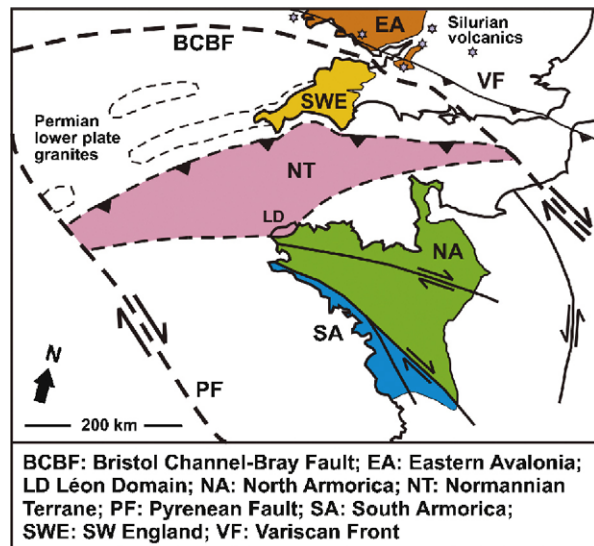 EA
Silurian
volcanics
BCBF
VF
SWE
Permian
lower plate
granites
NT
LD
NA
SA
N
PF
200 km
BCBF: Bristol Channel-Bray Fault; EA: Eastern Avalonia;
LD Léon Domain; NA: North Armorica; NT: Normannian
Terrane; PF: Pyrenean Fault; SA: South Armorica;
SWE: SW England; VF: Variscan Front